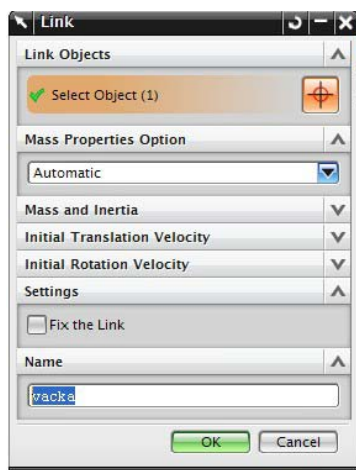 Link
Link Objects
Select Object (1)
Mass Properties Option
Automatic
Mass and Inertia
Initial Translation Velocity
Initial Rotation Velocity
Settings
Fix the Link
Name
vacka
OK Cancel